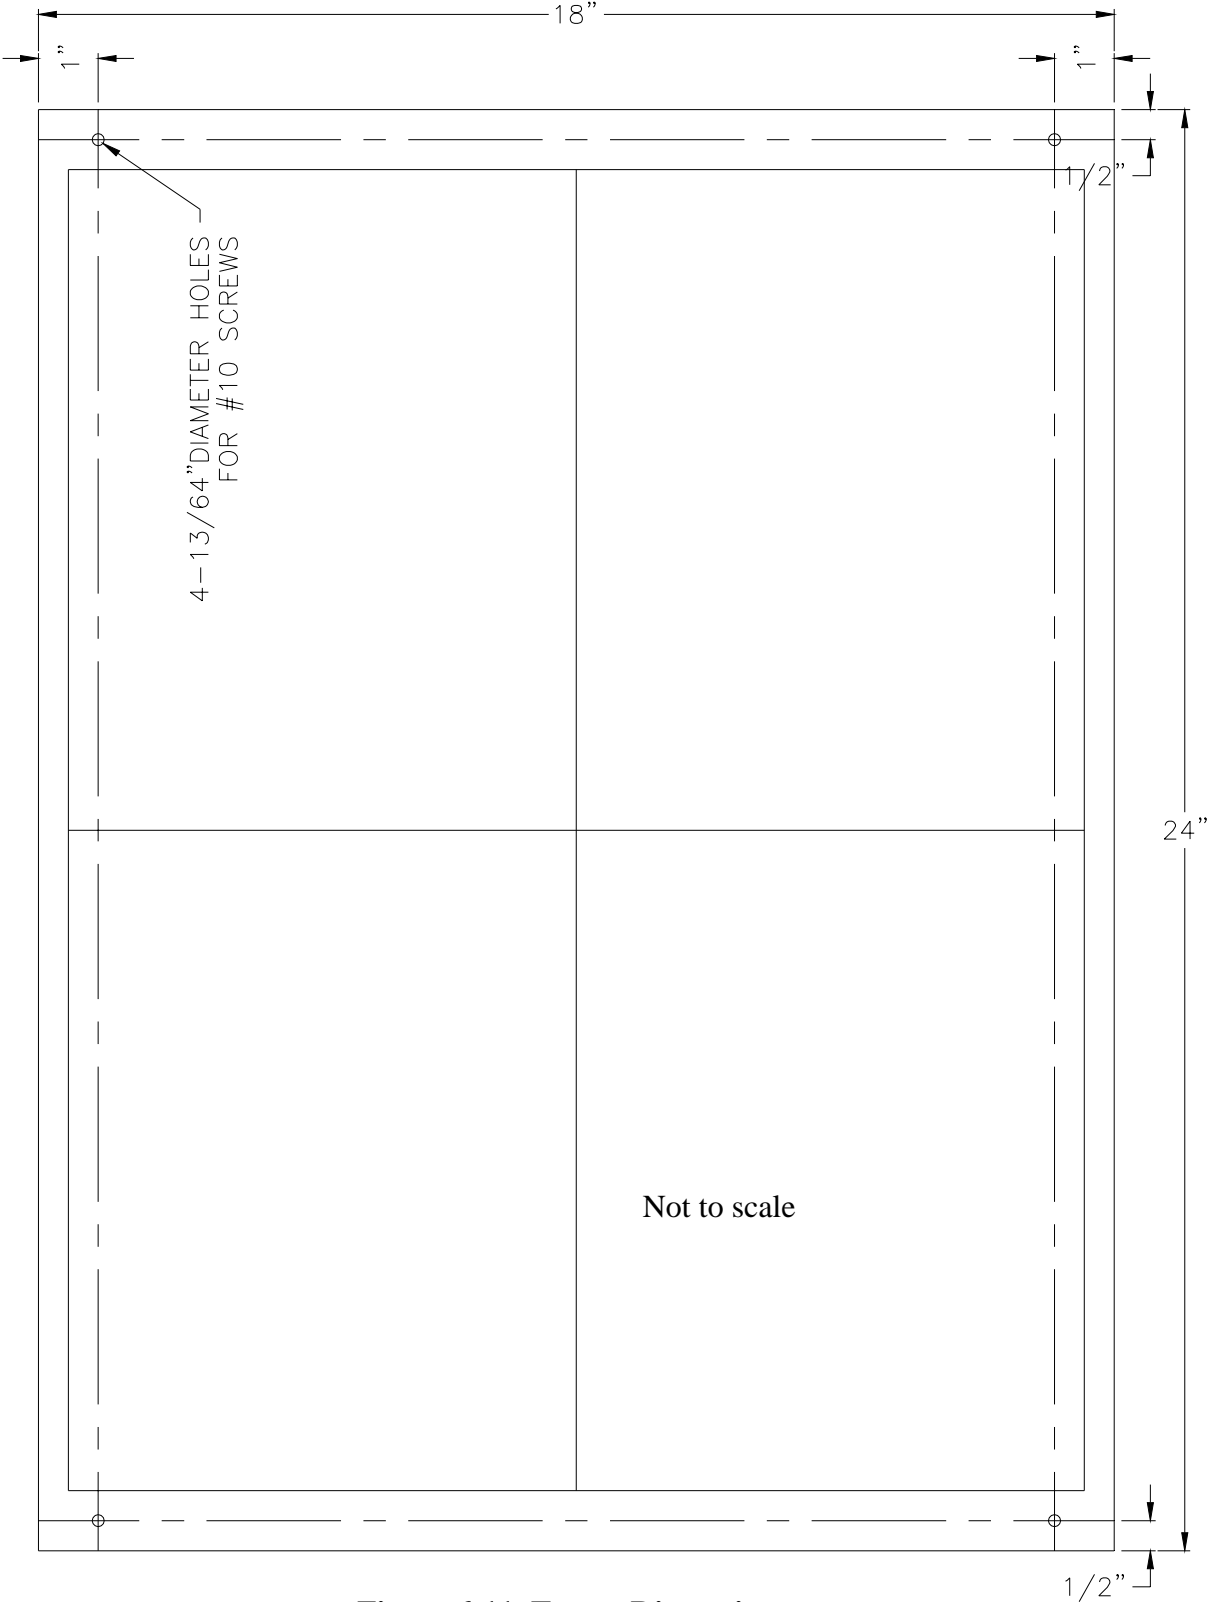 18”
1”
1”
1/2”
4-13/64”DIAMETER HOLES
FOR #10 SCREWS
24”
Not to scale
1/2”